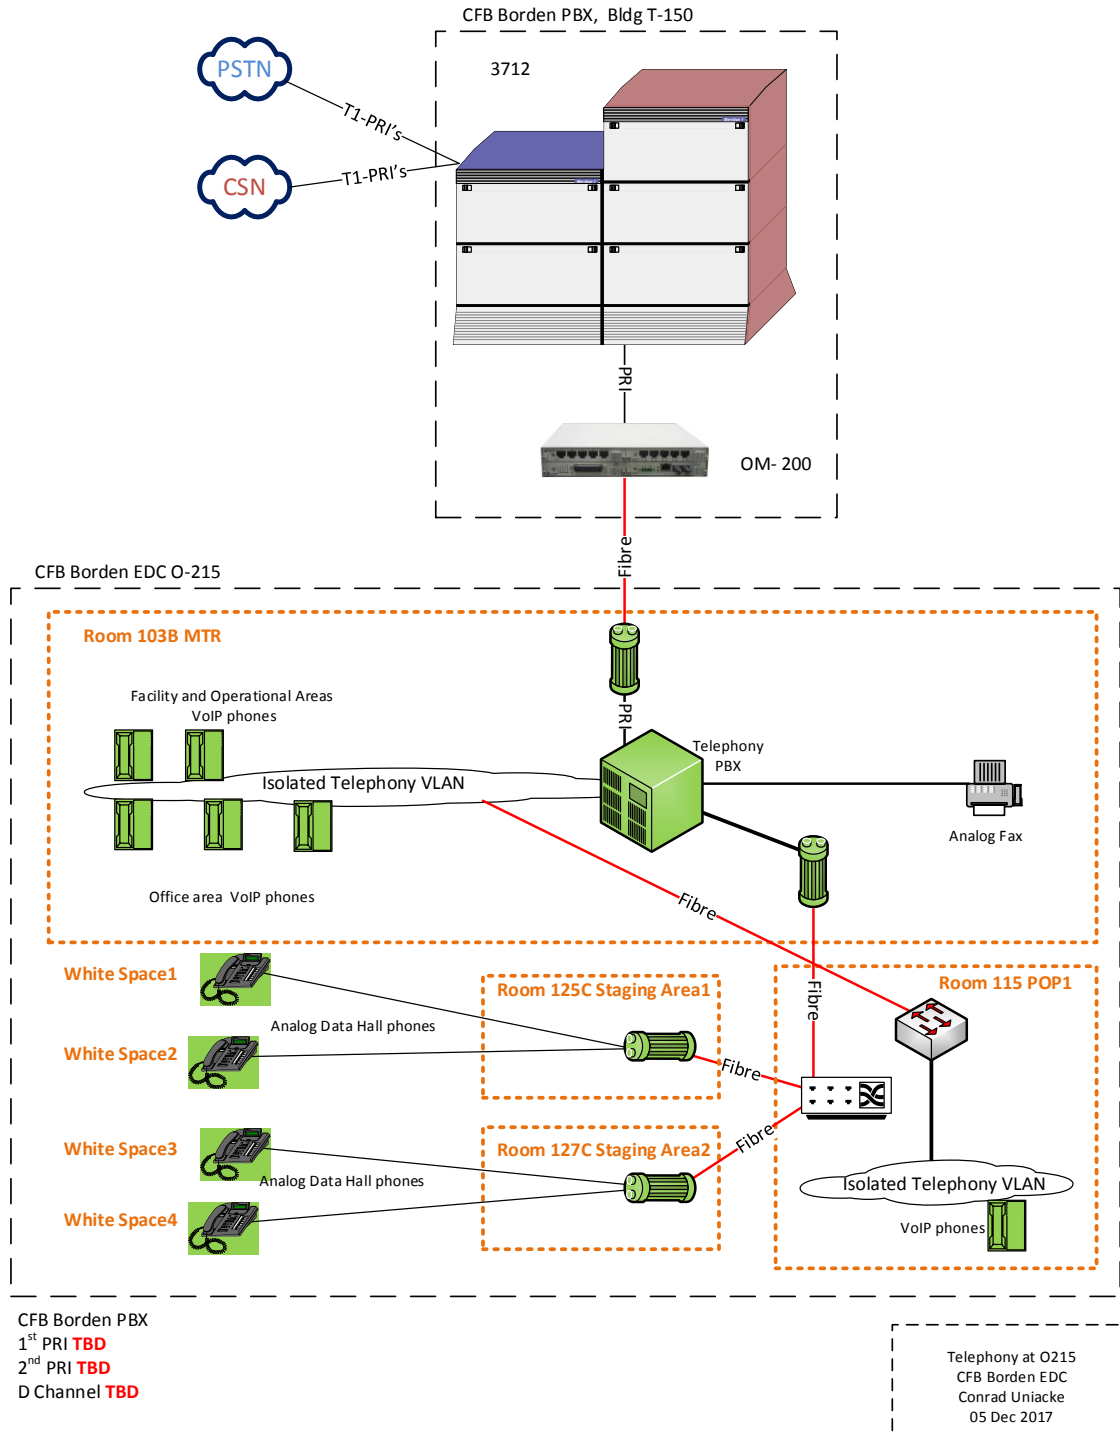 CFB Borden PBX, Bldg T-150
PSTN
3712
T1-PRI's
CSN
T1-PRI's
PRI
OM- 200
Fibre
CFB Borden EDC O-215
Room 103B MTR
Facility and Operational Areas
VoIP phones
PRI
Telephony
PBX
Isolated Telephony VLAN
Analog Fax
Office area VoIP phones
Fibre
White Space1
Room 125C Staging Area1
Room 115 POP1
Analog Data Hall phones
Fibre
White Space2
Fibre
White Space3
Room 127C Staging Area2
Fibre
Analog Data Hall phones
Isolated Telephony VLAN
White Space4
VoIP phones
CFB Borden PBX
1st PRI TBD
2nd PRI TBD
D Channel TBD
Telephony at O215
CFB Borden EDC
Conrad Uniacke
05 Dec 2017